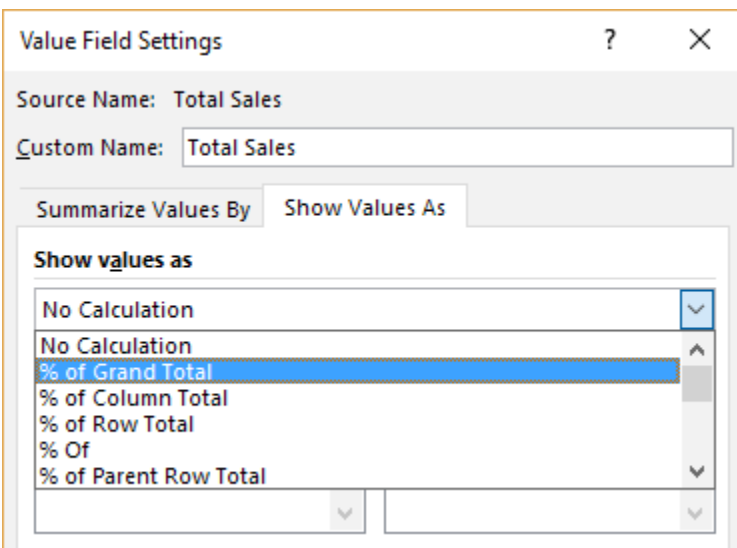 Value Field Settings ?
Source Name: Total Sales
Custom Name: Total Sales
Summarize Values By Show Values As
Show values as
No Calculation
No Calculation
% of Grand Total
% of Column Total
% of Row Total
% Of
% of Parent Row Total